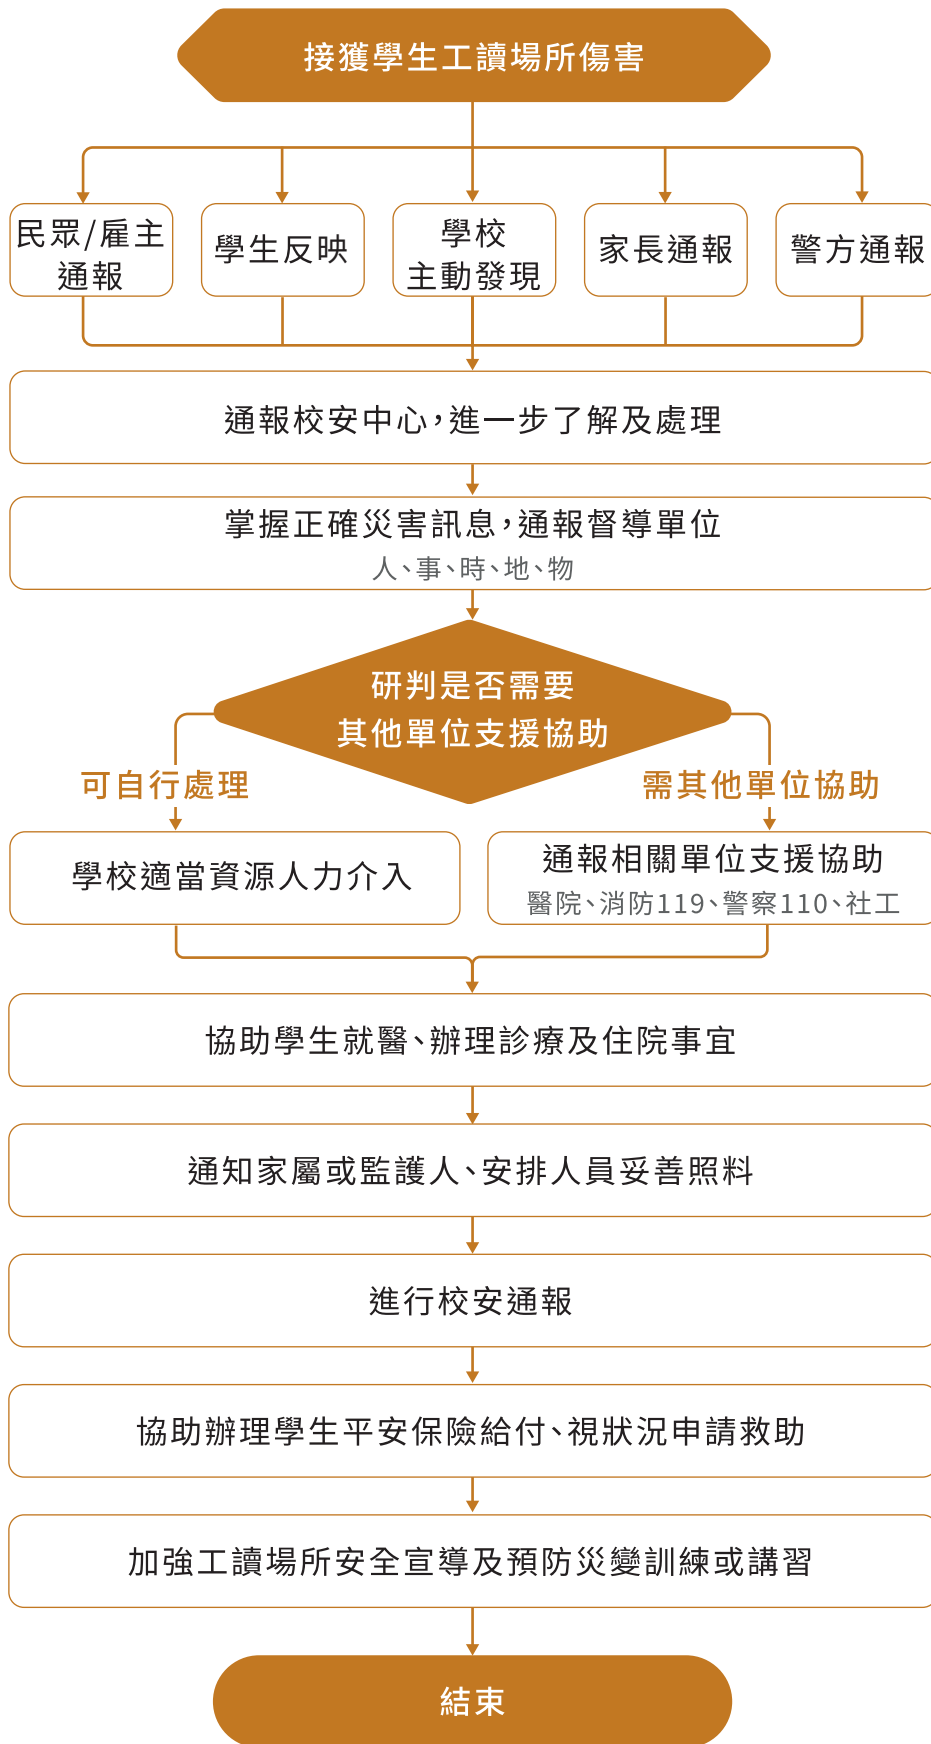 接獲學生工讀場所傷害
民眾/雇主
通報
學生反映
學校
主動發現
家長通報
警方通報
通報校安中心，進一步了解及處理
掌握正確災害訊息，通報督導單位
人、事、時、地、物
研判是否需要
其他單位支援協助
可自行處理
需其他單位協助
學校適當資源人力介入
通報相關單位支援協助
醫院、消防119、警察110、社工
協助學生就醫、辦理診療及住院事宜
通知家屬或監護人、安排人員妥善照料
進行校安通報
協助辦理學生平安保險給付、視狀況申請救助
加強工讀場所安全宣導及預防災變訓練或講習
結束